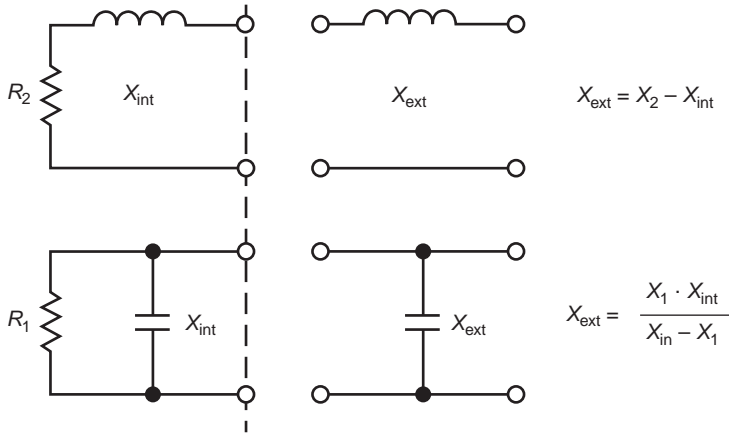 R2
Xint
Xext
Xext = X2 – Xint
R1
Xint
Xext
Xext = X1 · Xint
Xin – X1